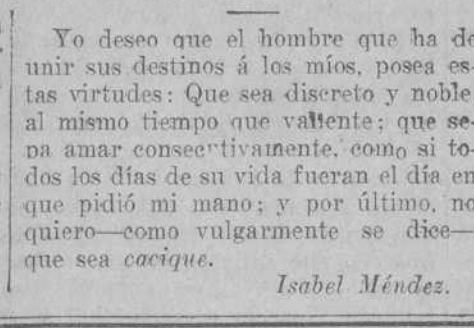 Yo deseo que el hombre que ha de
unir sus destinos á los míos, posea es-
tas virtudes: Que sea discreto y noble
al mismo tiempo que valiente; que se-
pa amar consecutivamente, como si to-
dos los días de su vida fueran el día en
que pidió mi mano; y por último, no
quiero—como vulgarmente se dice—
que sea cacique.
Isabel Méndez.